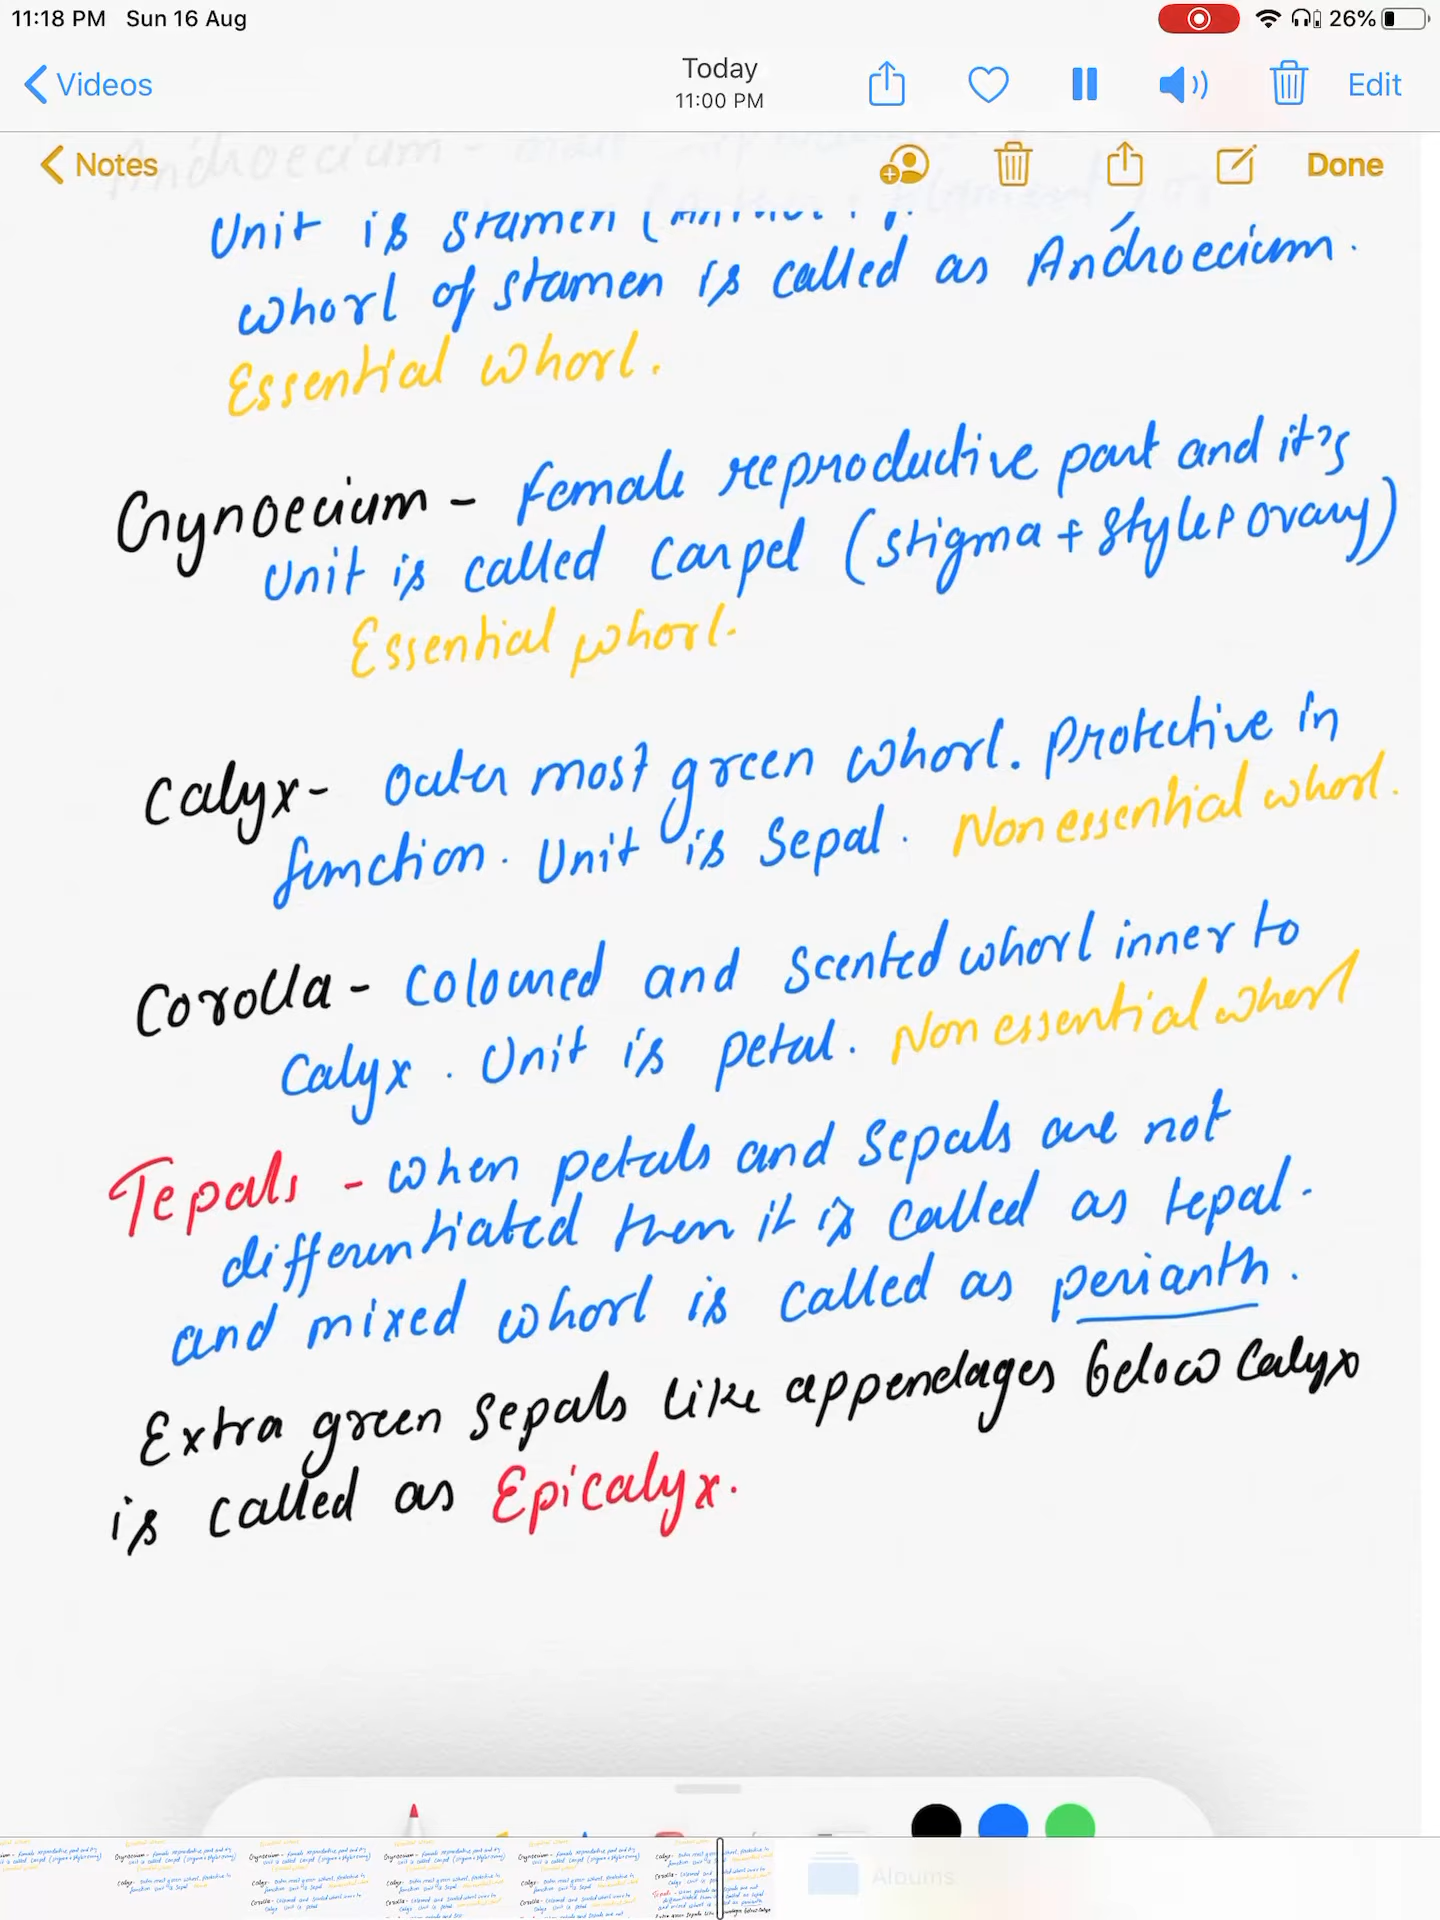 11:18 PM Sun 16 Aug 26%
Videos Today Edit
11:00 PM
Androecium -
Notes Done
Unit is stamen (
whorl of stamen is called as Androecium.
Essential whorl.
Gynoecium - female reproductive part and it's
Unit is called Carpel (stigma + style + ovary)
Essential whorl.
Calyx - Outer most green whorl. Protective in
function. Unit is Sepal. Non essential whorl.
Corolla - Coloured and Scented whorl inner to
Calyx. Unit is petal. Non essential whorl
Tepals - when petals and sepals are not
differentiated then it is called as tepal.
and mixed whorl is called as perianth.
Extra green sepals like appendages below Calyx
is called as Epicalyx.
Albums